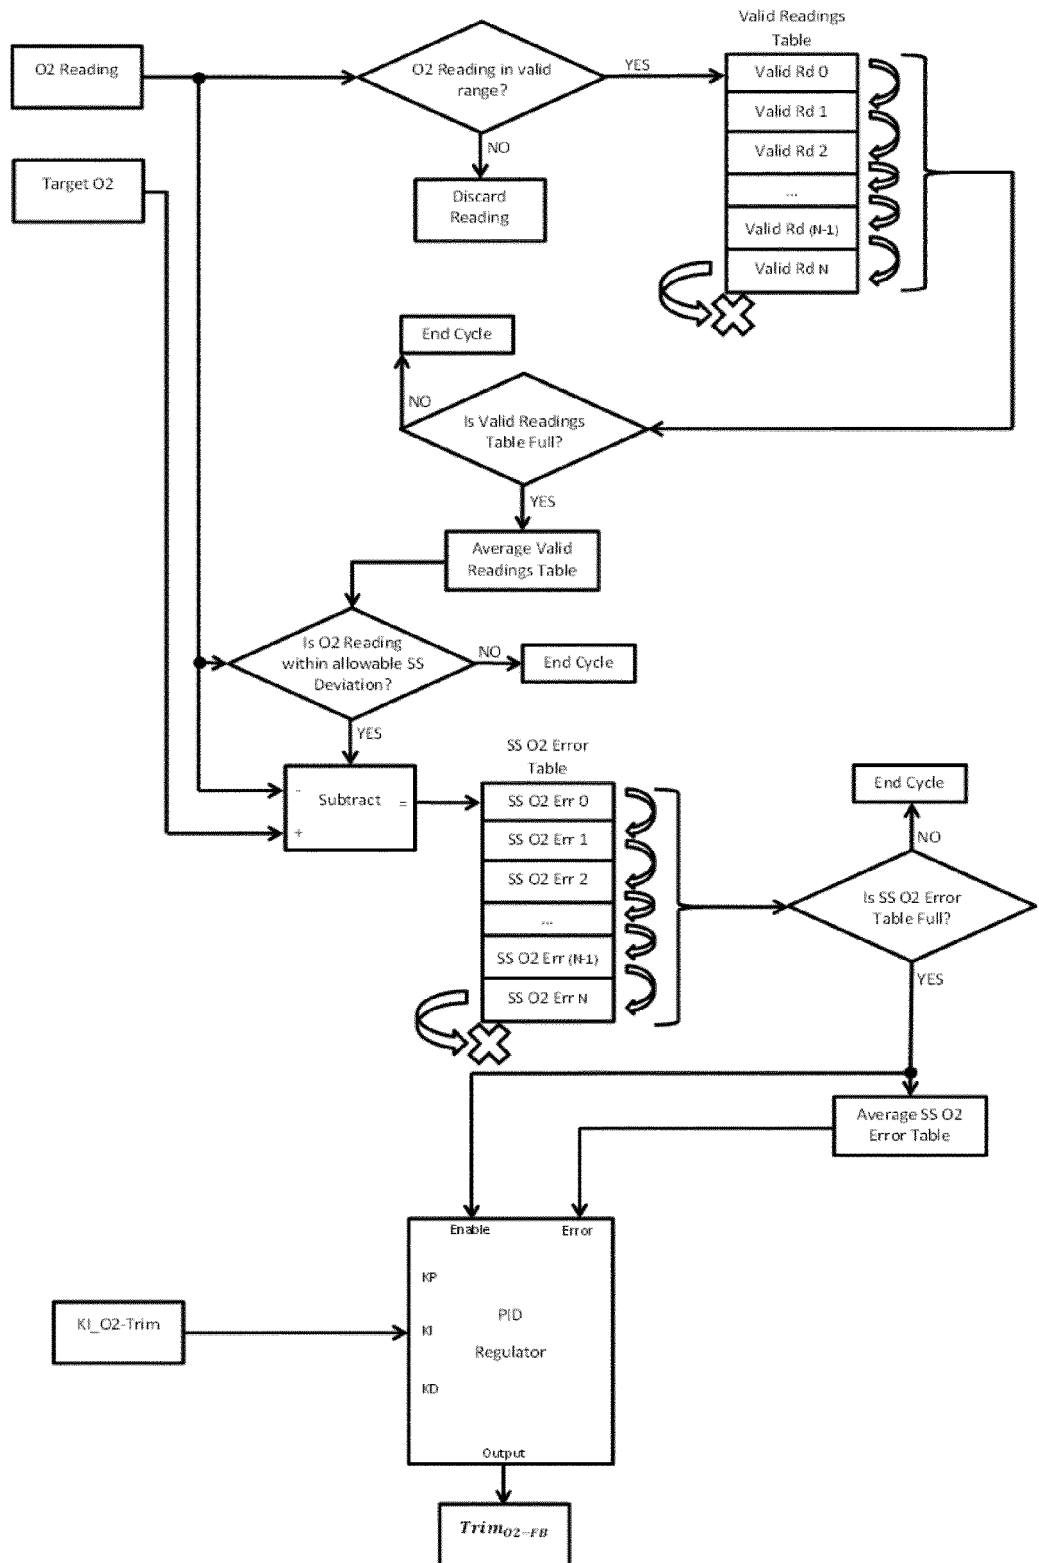 Valid Readings
Table
O2 Reading
O2 Reading in valid
range?
YES
Valid Rd 0
Valid Rd 1
Valid Rd 2
...
Valid Rd (N-1)
Valid Rd N
NO
Discard
Reading
Target O2
End Cycle
NO
Is Valid Readings
Table Full?
YES
Average Valid
Readings Table
Is O2 Reading
within allowable SS
Deviation?
NO
End Cycle
YES
-
Subtract
=
+
SS O2 Error
Table
SS O2 Err 0
SS O2 Err 1
SS O2 Err 2
...
SS O2 Err (N-1)
SS O2 Err N
End Cycle
NO
Is SS O2 Error
Table Full?
YES
Average SS O2
Error Table
Enable
Error
KP
KI_O2-Trim
KI
PID
Regulator
KD
Output
Trim O2-FB